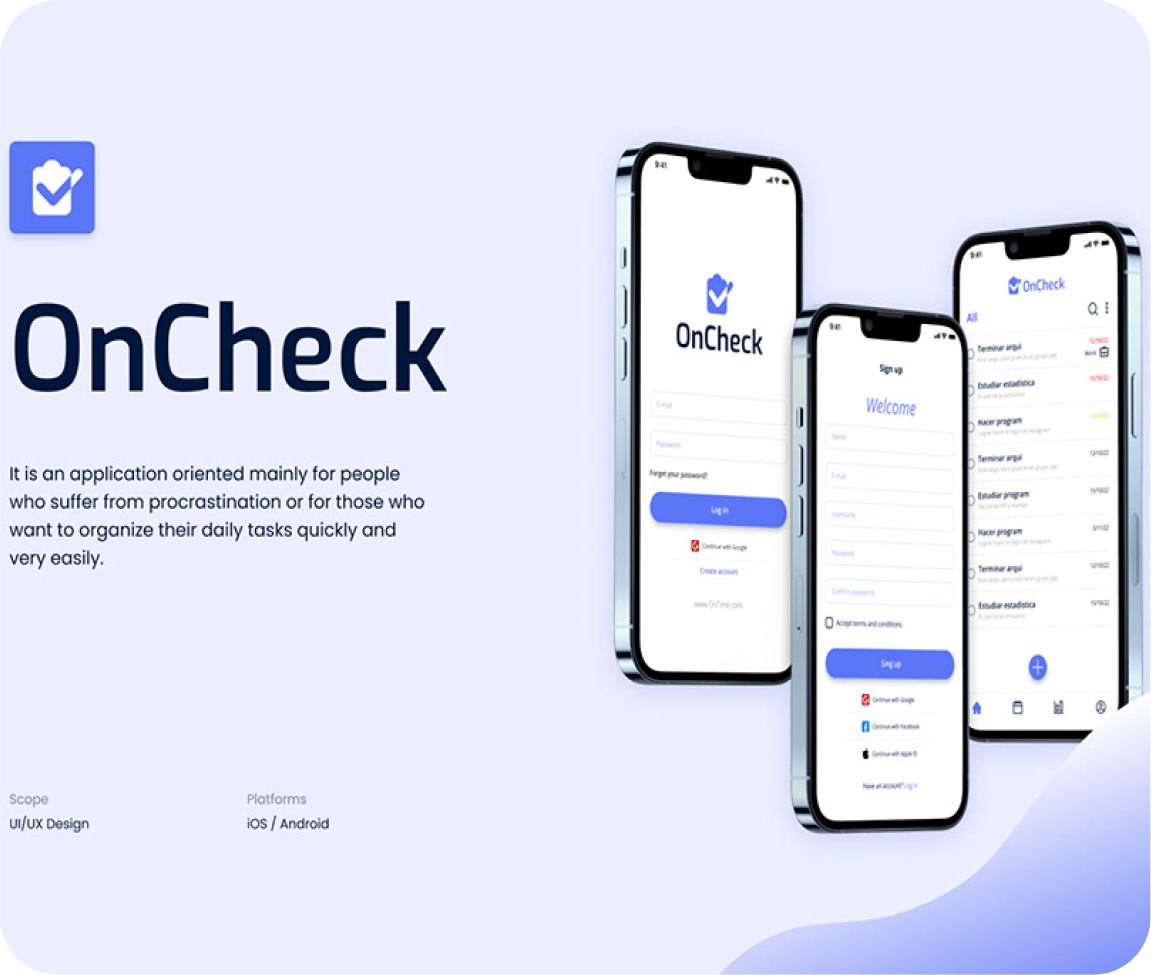 OnCheck
It is an application oriented mainly for people
who suffer from procrastination or for those who
want to organize their daily tasks quickly and
very easily.
Scope
UI/UX Design
Platforms
iOS / Android
9:41
OnCheck
E-mail
Password
Forget your password?
Log in
Continue with Google
Create account
www.OnTime.com
9:41
Sign up
Welcome
Name
E-mail
Username
Password
Confirm password
Accept terms and conditions.
Sing up
Continue with Google
Continue with Facebook
Continue with Apple ID
Have an account? Log in
9:41
OnCheck
All
Terminar arqui
12/10/22
Work
Estudiar estadistica
15/10/22
Hacer program
Terminar arqui
12/10/22
Estudiar program
15/10/22
Hacer program
5/11/22
Terminar arqui
12/10/22
Estudiar estadistica
15/10/22